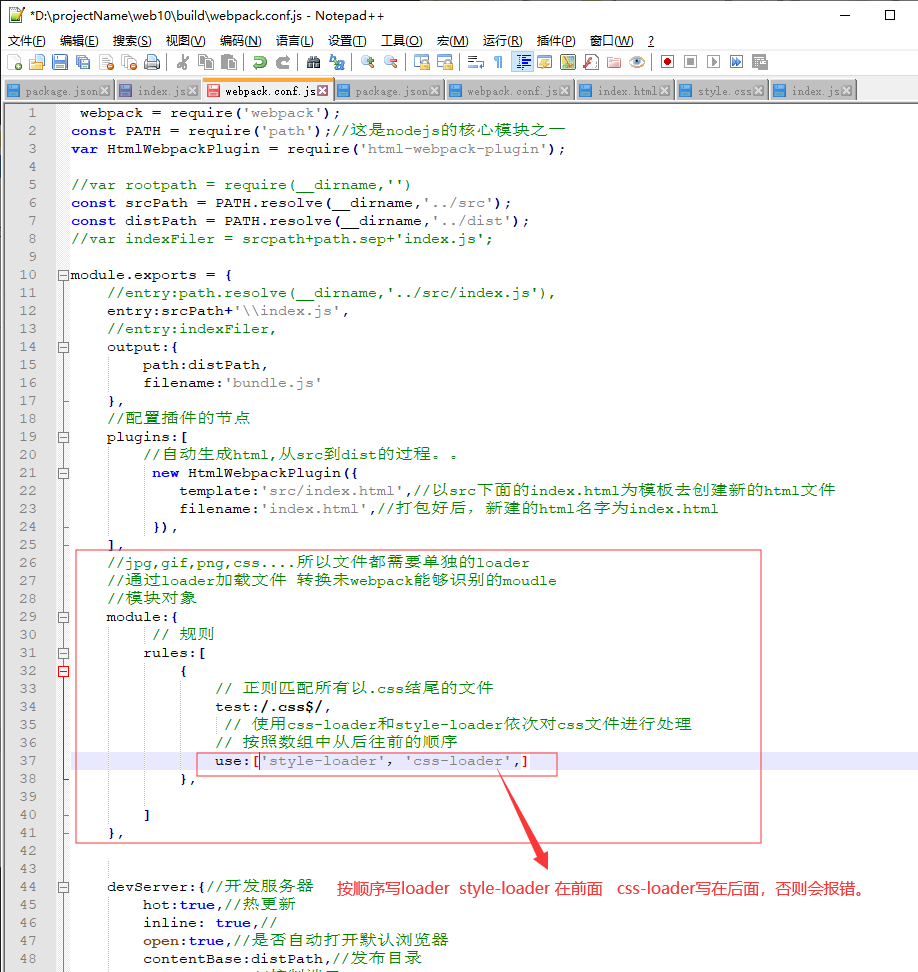 *D:\projectName\web10\build\webpack.conf.js - Notepad++
文件(F) 编辑(E) 搜索(S) 视图(V) 编码(N) 语言(L) 设置(T) 工具(O) 宏(M) 运行(R) 插件(P) 窗口(W) ?
package.json index.js webpack.conf.js package.json webpack.conf.js index.html style.css index.js
1 webpack = require('webpack');
2 const PATH = require('path');//这是nodejs的核心模块之一
3 var HtmlWebpackPlugin = require('html-webpack-plugin');
4
5 //var rootpath = require(__dirname,'')
6 const srcPath = PATH.resolve(__dirname,'../src');
7 const distPath = PATH.resolve(__dirname,'../dist');
8 //var indexFiler = srcpath+path.sep+'index.js';
9
10 module.exports = {
11 //entry:path.resolve(__dirname,'../src/index.js'),
12 entry:srcPath+'\\index.js',
13 //entry:indexFiler,
14 output:{
15 path:distPath,
16 filename:'bundle.js'
17 },
18 //配置插件的节点
19 plugins:[
20 //自动生成html,从src到dist的过程。。
21 new HtmlWebpackPlugin({
22 template:'src/index.html',//以src下面的index.html为模板去创建新的html文件
23 filename:'index.html',//打包好后，新建的html名字为index.html
24 }),
25 ],
26 //jpg,gif,png,css....所以文件都需要单独的loader
27 //通过loader加载文件 转换未webpack能够识别的moudle
28 //模块对象
29 module:{
30 // 规则
31 rules:[
32 {
33 // 正则匹配所有以.css结尾的文件
34 test:/.css$/,
35 // 使用css-loader和style-loader依次对css文件进行处理
36 // 按照数组中从后往前的顺序
37 use:['style-loader', 'css-loader',]
38 },
39
40 ]
41 },
42
43
44 devServer:{//开发服务器
按顺序写loader style-loader 在前面 css-loader写在后面，否则会报错。
45 hot:true,//热更新
46 inline: true,//
47 open:true,//是否自动打开默认浏览器
48 contentBase:distPath,//发布目录